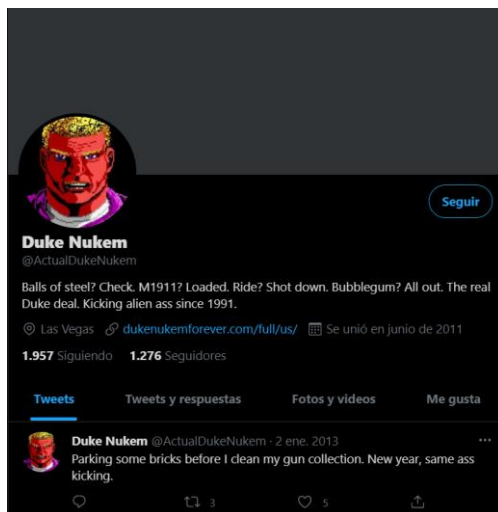 Seguir
Duke Nukem
@ActualDukeNukem
Balls of steel? Check. M1911? Loaded. Ride? Shot down. Bubblegum? All out. The real
Duke deal. Kicking alien ass since 1991.
Las Vegas dukenukemforever.com/full/us/ Se unió en junio de 2011
1.957 Siguiendo 1.276 Seguidores
Tweets Tweets y respuestas Fotos y videos Me gusta
Duke Nukem @ActualDukeNukem · 2 ene. 2013 ···
Parking some bricks before I clean my gun collection. New year, same ass
kicking.
3 5